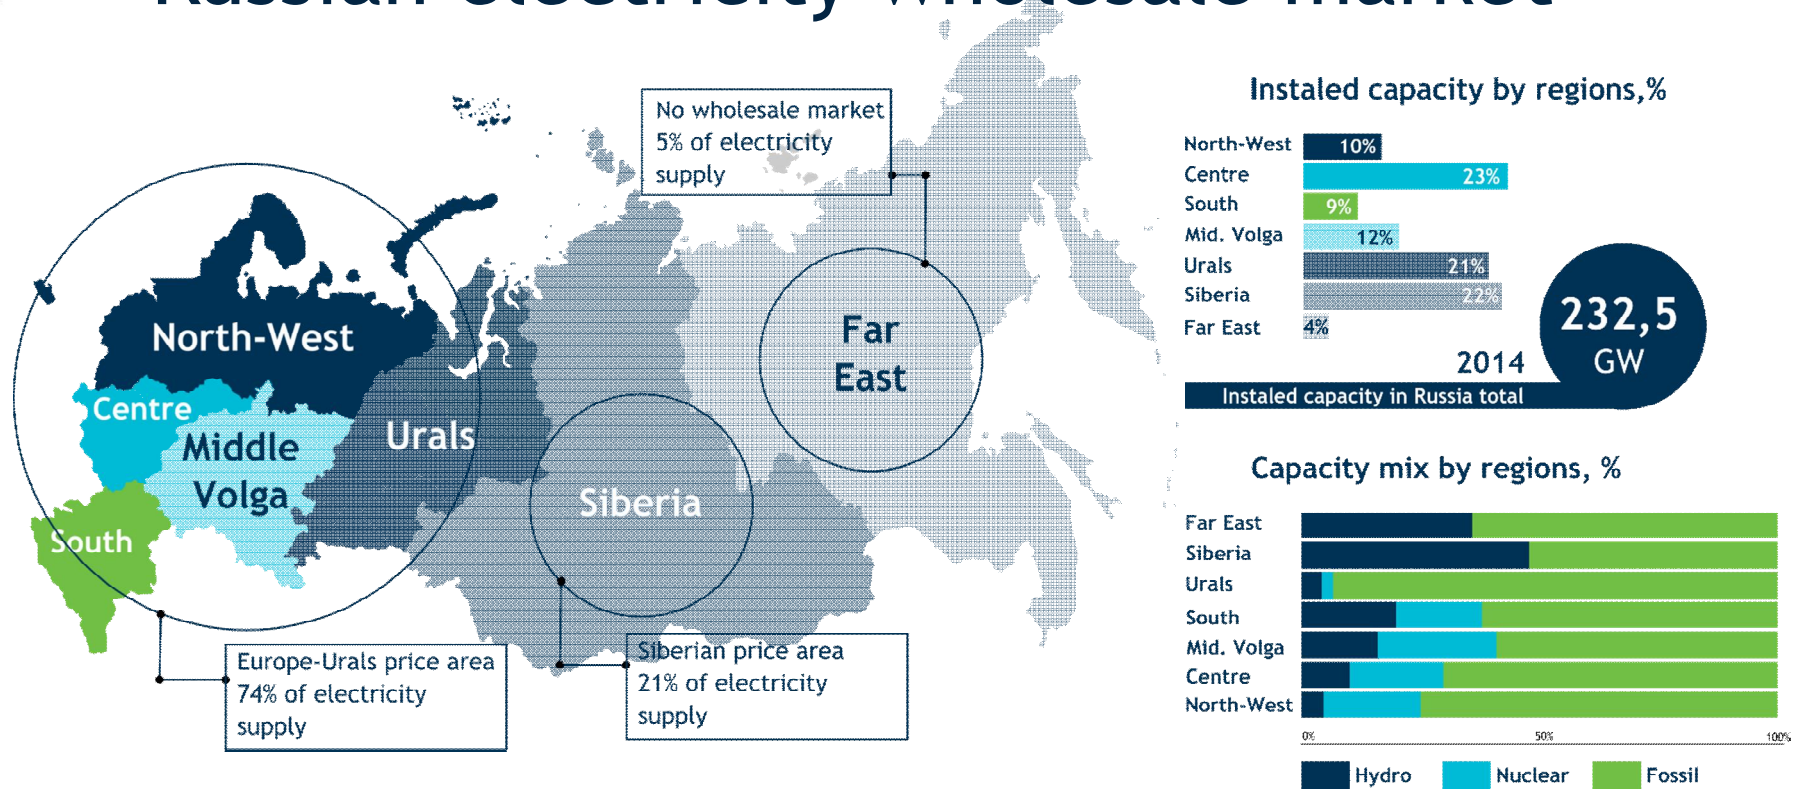 Russian electricity wholesale market
No wholesale market
5% of electricity
supply
North-West
Centre
Middle
Volga
Urals
South
Siberia
Far
East
Europe-Urals price area
74% of electricity
supply
Siberian price area
21% of electricity
supply
Instaled capacity by regions,%
North-West 10%
Centre 23%
South 9%
Mid. Volga 12%
Urals 21%
Siberia 22%
Far East 4%
2014
232,5
GW
Instaled capacity in Russia total
Capacity mix by regions, %
Far East
Siberia
Urals
South
Mid. Volga
Centre
North-West
0% 50% 100%
Hydro Nuclear Fossil